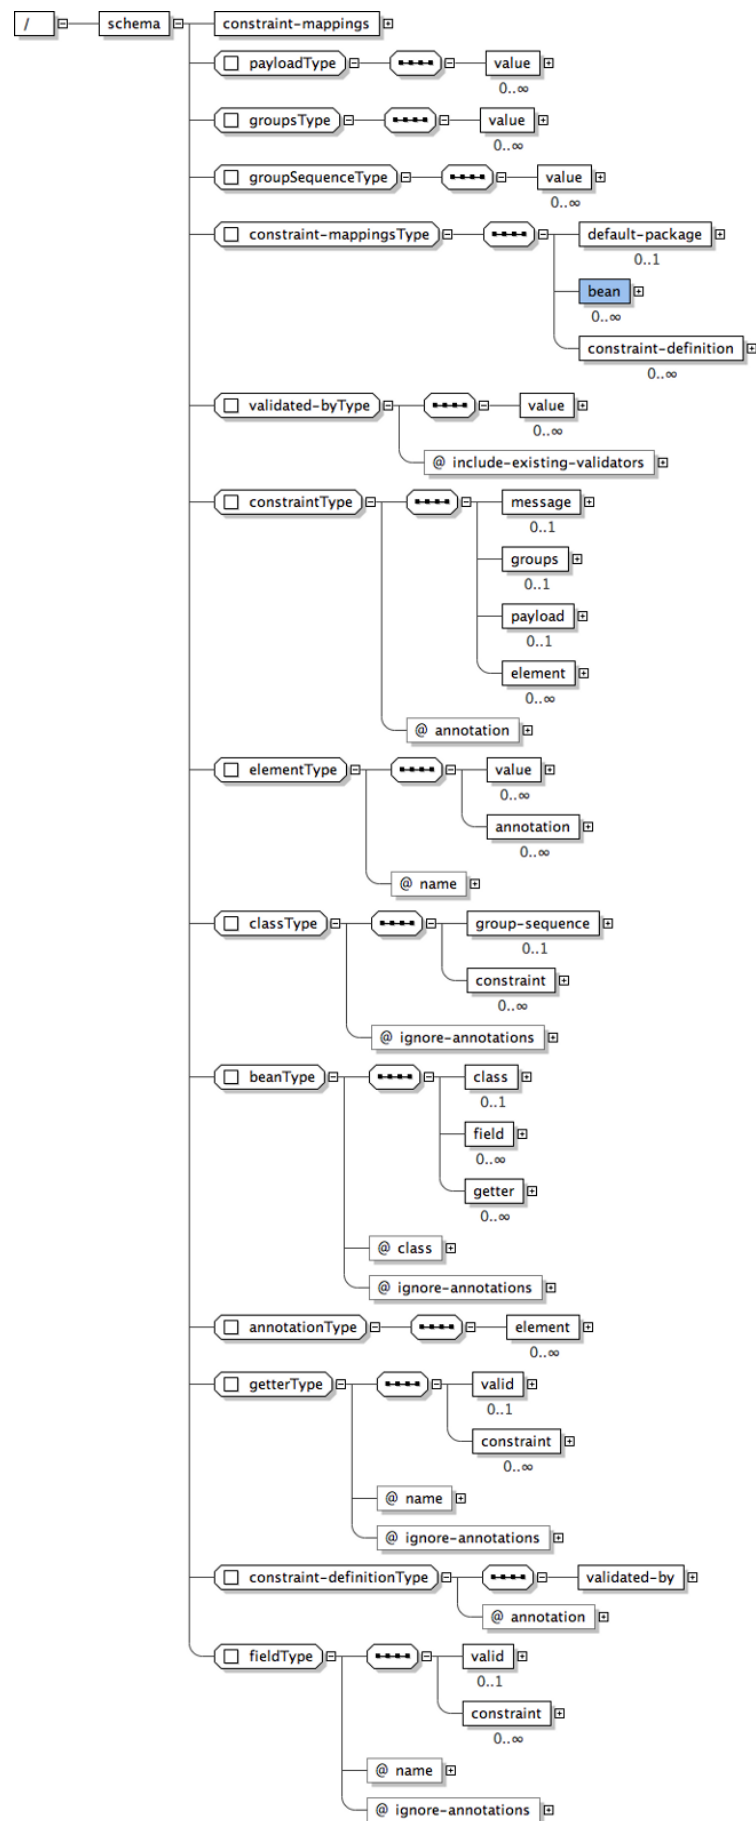 / schema constraint-mappings
payloadType value
0..∞
groupsType value
0..∞
groupSequenceType value
0..∞
constraint-mappingsType default-package
0..1
bean
0..∞
constraint-definition
0..∞
validated-byType value
0..∞
@ include-existing-validators
constraintType message
0..1
groups
0..1
payload
0..1
element
0..∞
@ annotation
elementType value
0..∞
annotation
0..∞
@ name
classType group-sequence
0..1
constraint
0..∞
@ ignore-annotations
beanType class
0..1
field
0..∞
getter
0..∞
@ class
@ ignore-annotations
annotationType element
0..∞
getterType valid
0..1
constraint
0..∞
@ name
@ ignore-annotations
constraint-definitionType validated-by
@ annotation
fieldType valid
0..1
constraint
0..∞
@ name
@ ignore-annotations